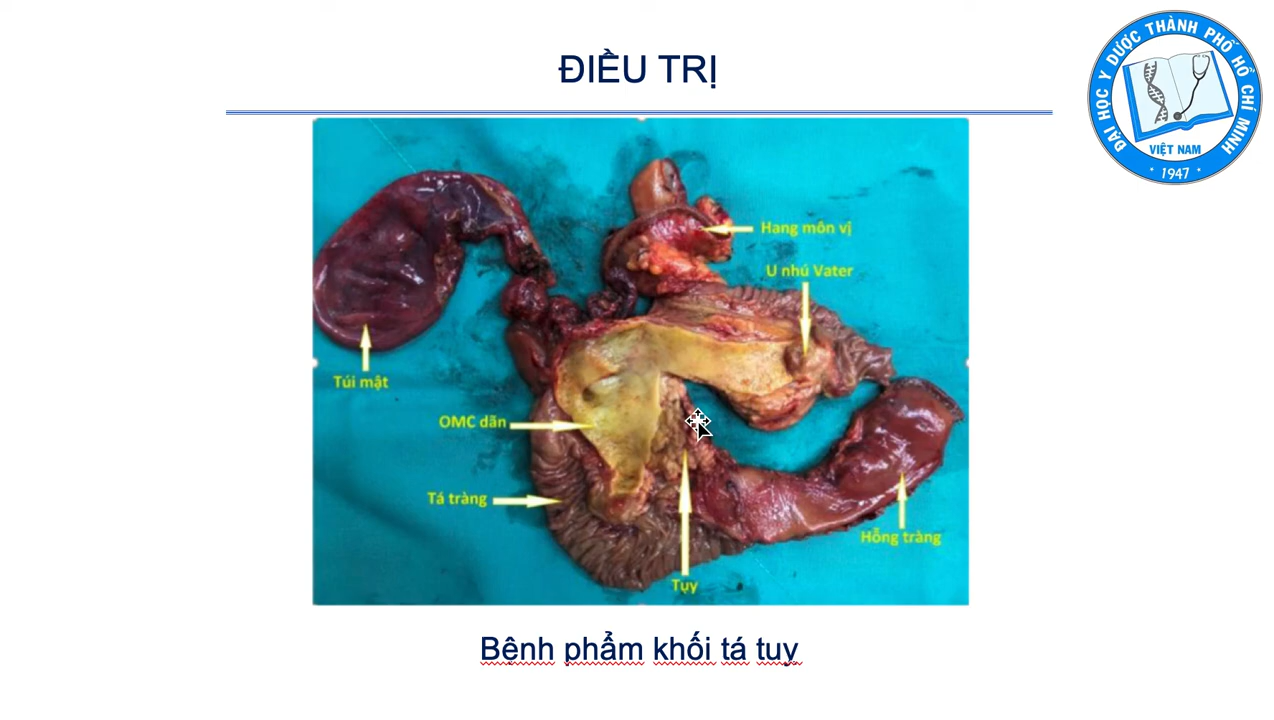 ĐIỀU TRỊ
ĐẠI HỌC Y DƯỢC THÀNH PHỐ HỒ CHÍ MINH
VIỆT NAM
1947
Hang môn vị
U nhú Vater
Túi mật
OMC dãn
Tá tràng
Hỗng tràng
Tụy
Bệnh phẩm khối tá tuỵ